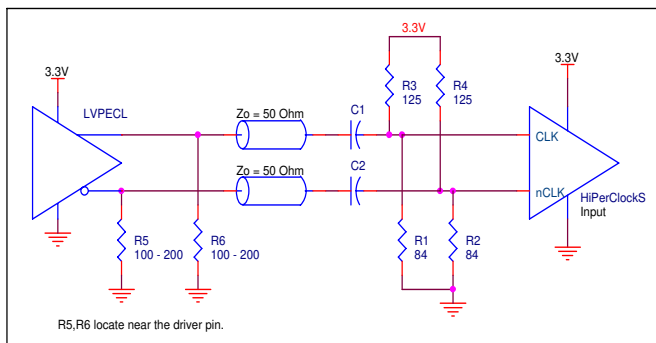 3.3V
3.3V
3.3V
R3
125
R4
125
LVPECL
Zo = 50 Ohm
C1
CLK
Zo = 50 Ohm
C2
nCLK
HiPerClockS
Input
R5
100 - 200
R6
100 - 200
R1
84
R2
84
R5,R6 locate near the driver pin.